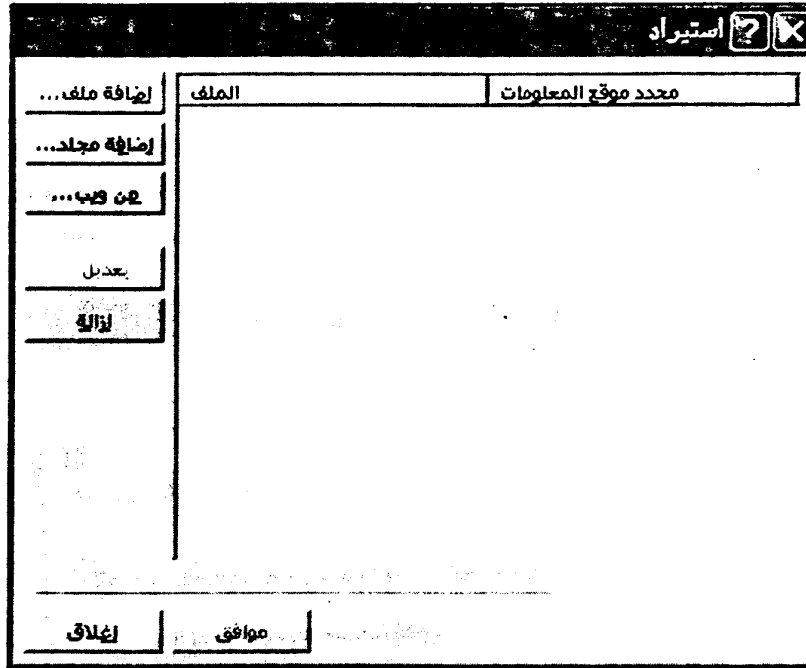 استيراد
الملف
محدد موقع المعلومات
إضافة ملف...
إضافة مجلد...
من ويب...
تعديل
إزالة
موافق
إغلاق